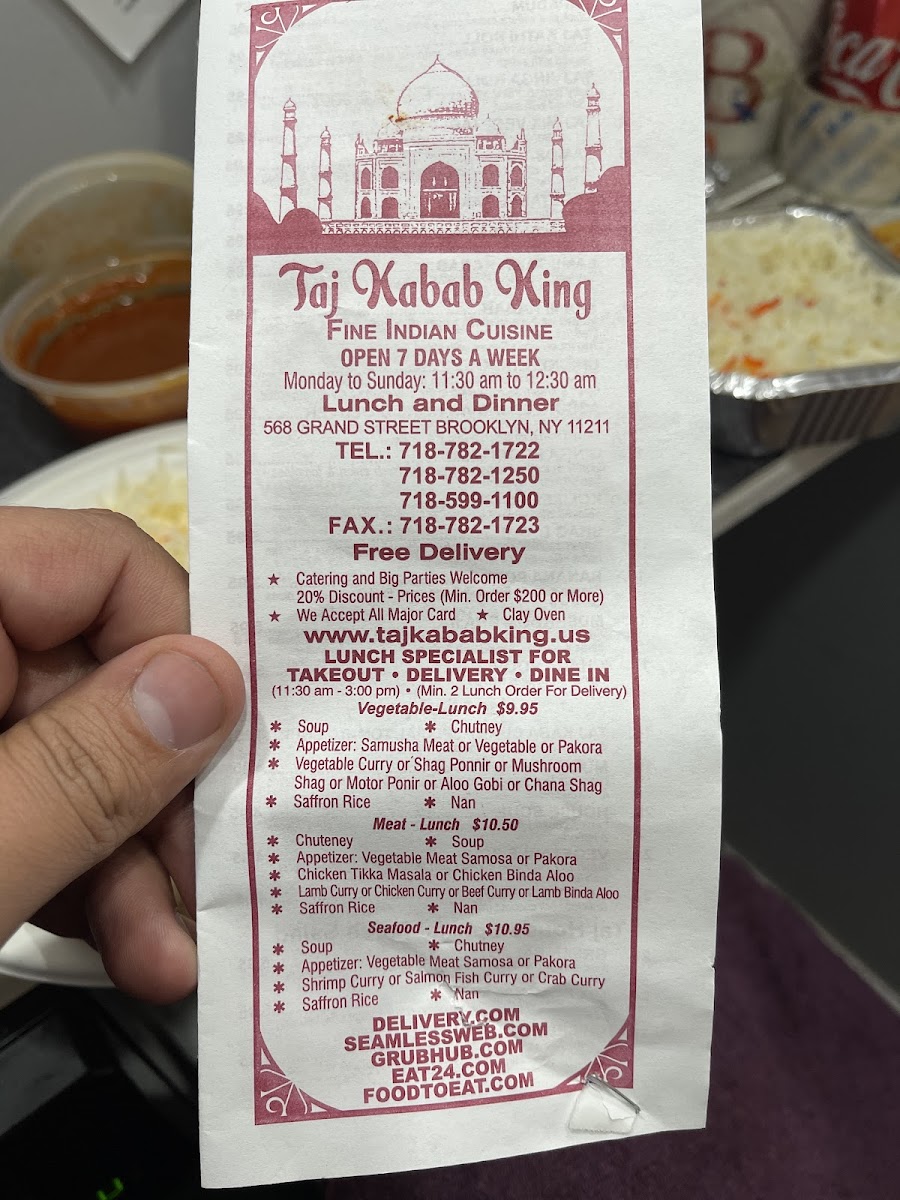 Taj Kabab King
FINE INDIAN CUISINE
OPEN 7 DAYS A WEEK
Monday to Sunday: 11:30 am to 12:30 am
Lunch and Dinner
568 GRAND STREET BROOKLYN, NY 11211
TEL.: 718-782-1722
718-782-1250
718-599-1100
FAX.: 718-782-1723
Free Delivery
★ Catering and Big Parties Welcome
20% Discount - Prices (Min. Order $200 or More)
★ We Accept All Major Card ★ Clay Oven
www.tajkababking.us
LUNCH SPECIALIST FOR
TAKEOUT • DELIVERY • DINE IN
(11:30 am - 3:00 pm) • (Min. 2 Lunch Order For Delivery)
Vegetable-Lunch $9.95
* Soup * Chutney
* Appetizer: Samusha Meat or Vegetable or Pakora
* Vegetable Curry or Shag Ponnir or Mushroom
Shag or Motor Ponir or Aloo Gobi or Chana Shag
* Saffron Rice * Nan
Meat - Lunch $10.50
* Chuteney * Soup
* Appetizer: Vegetable Meat Samosa or Pakora
* Chicken Tikka Masala or Chicken Binda Aloo
* Lamb Curry or Chicken Curry or Beef Curry or Lamb Binda Aloo
* Saffron Rice * Nan
Seafood - Lunch $10.95
* Soup * Chutney
* Appetizer: Vegetable Meat Samosa or Pakora
* Shrimp Curry or Salmon Fish Curry or Crab Curry
* Saffron Rice * Nan
DELIVERY.COM
SEAMLESSWEB.COM
GRUBHUB.COM
EAT24.COM
FOODTOEAT.COM